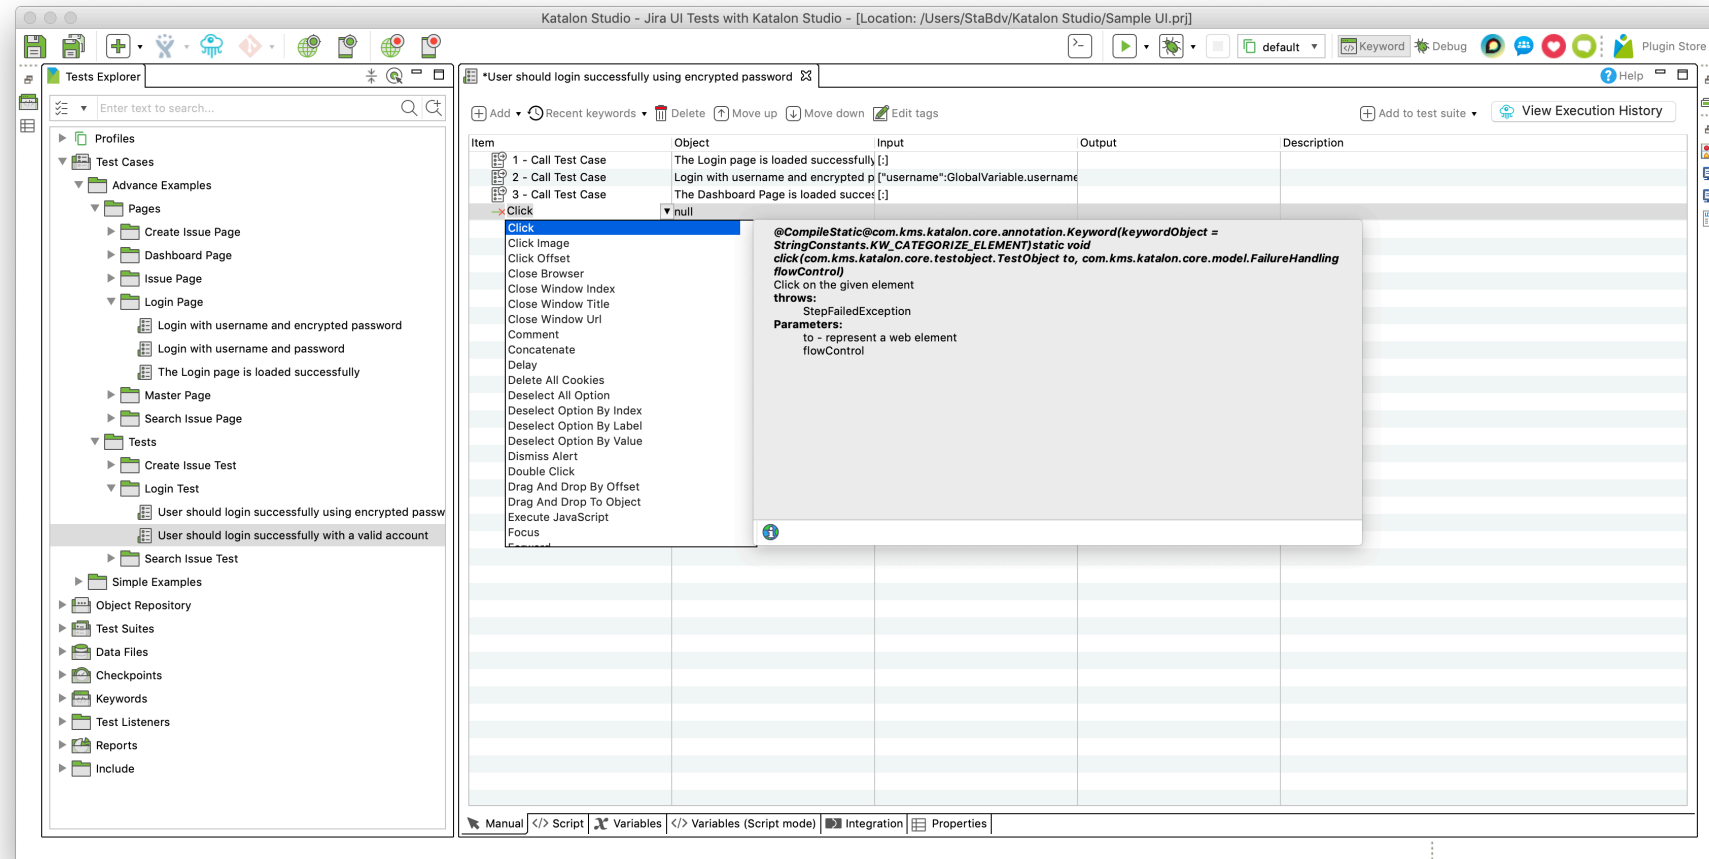 Katalon Studio - Jira UI Tests with Katalon Studio - [Location: /Users/StaBdv/Katalon Studio/Sample UI.prj]
default
Keyword
Debug
Plugin Store
Tests Explorer
*User should login successfully using encrypted password
Help
Enter text to search...
Add
Recent keywords
Delete
Move up
Move down
Edit tags
Add to test suite
View Execution History
Profiles
Test Cases
Advance Examples
Pages
Create Issue Page
Dashboard Page
Issue Page
Login Page
Login with username and encrypted password
Login with username and password
The Login page is loaded successfully
Master Page
Search Issue Page
Tests
Create Issue Test
Login Test
User should login successfully using encrypted passw
User should login successfully with a valid account
Search Issue Test
Simple Examples
Object Repository
Test Suites
Data Files
Checkpoints
Keywords
Test Listeners
Reports
Include
Item Object Input Output Description
1 - Call Test Case The Login page is loaded successfully [:]
2 - Call Test Case Login with username and encrypted p ["username":GlobalVariable.username
3 - Call Test Case The Dashboard Page is loaded succes [:]
Click null
Click
Click Image
Click Offset
Close Browser
Close Window Index
Close Window Title
Close Window Url
Comment
Concatenate
Delay
Delete All Cookies
Deselect All Option
Deselect Option By Index
Deselect Option By Label
Deselect Option By Value
Dismiss Alert
Double Click
Drag And Drop By Offset
Drag And Drop To Object
Execute JavaScript
Focus
@CompileStatic@com.kms.katalon.core.annotation.Keyword(keywordObject =
StringConstants.KW_CATEGORIZE_ELEMENT)static void
click(com.kms.katalon.core.testobject.TestObject to, com.kms.katalon.core.model.FailureHandling
flowControl)
Click on the given element
throws:
StepFailedException
Parameters:
to - represent a web element
flowControl
Manual
</> Script
Variables
</> Variables (Script mode)
Integration
Properties